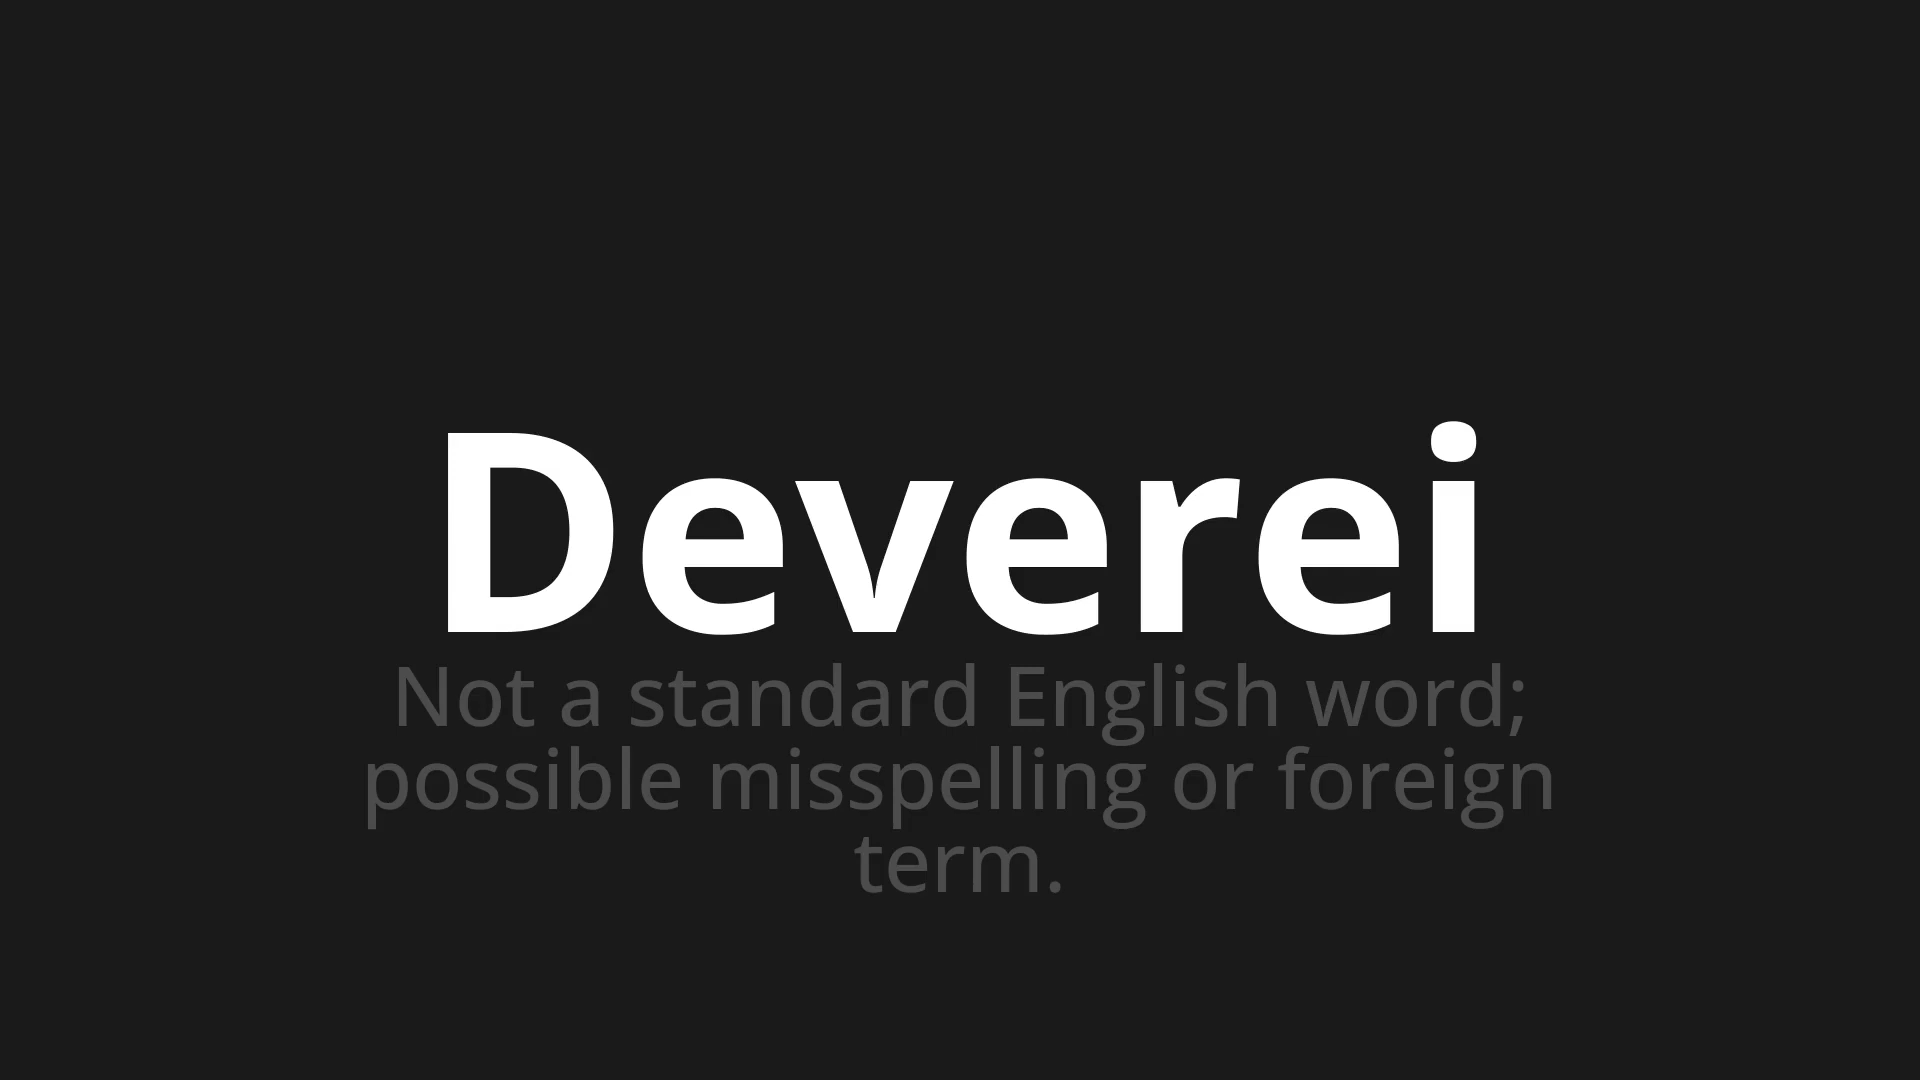 Deverei
Not a standard English word;
possible misspelling or foreign
term.